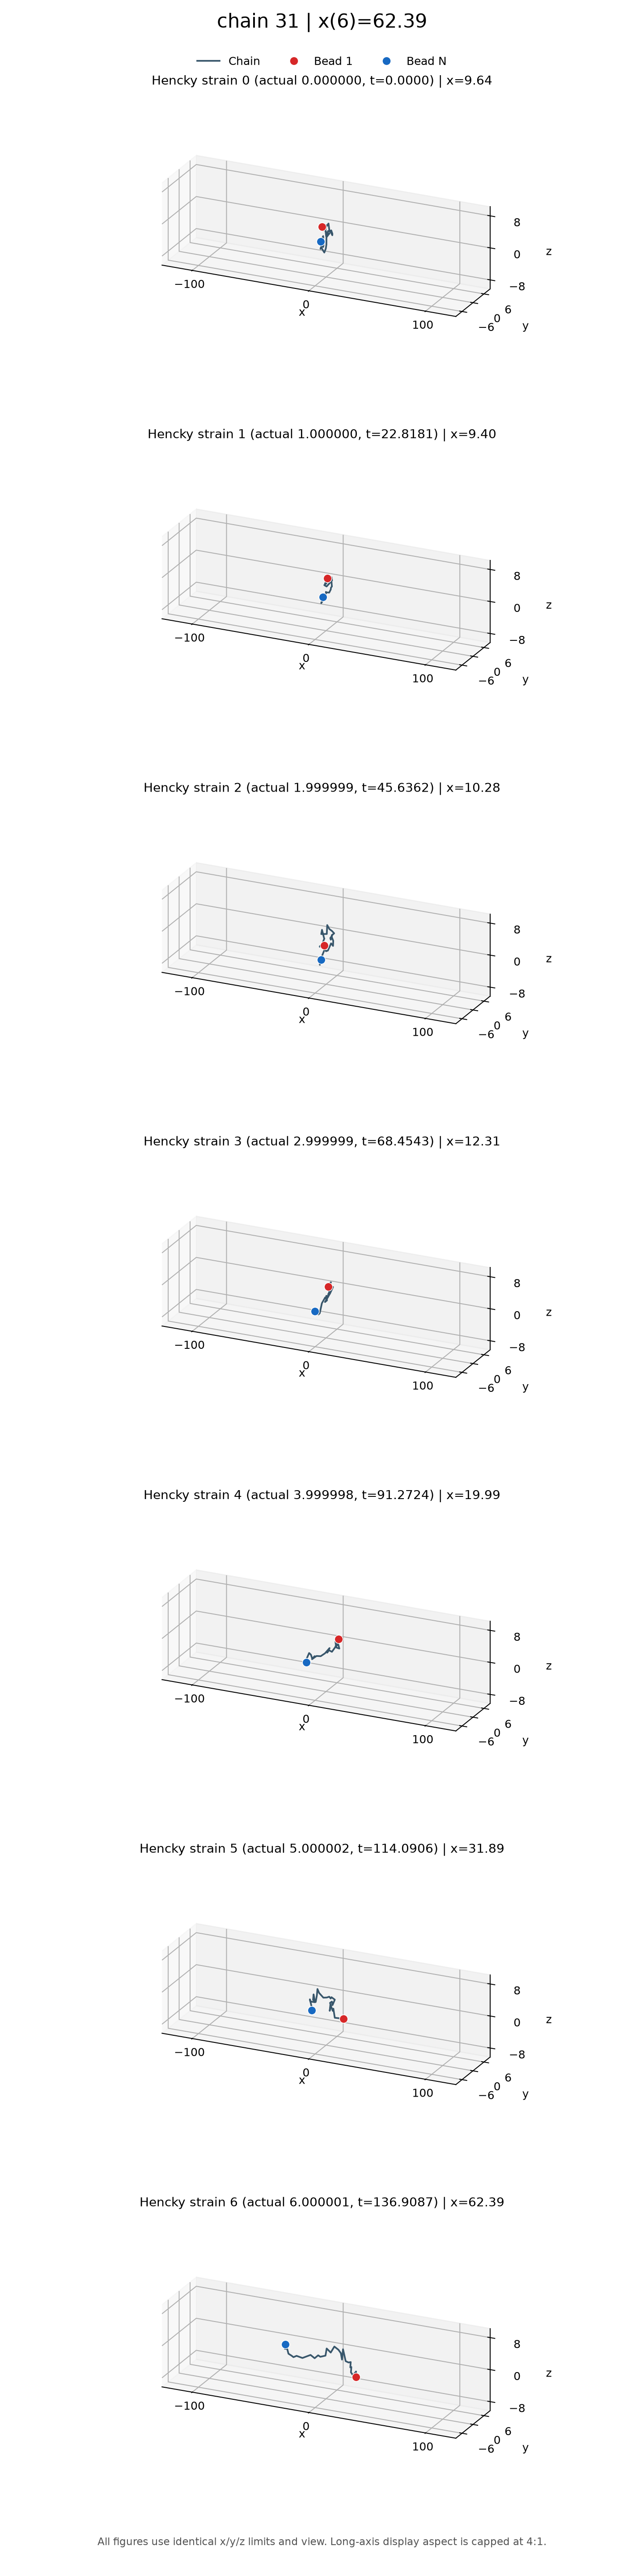 chain 31 | x(6)=62.39
Chain Bead 1 Bead N
Hencky strain 0 (actual 0.000000, t=0.0000) | x=9.64
8
0
−8
z
−100
0
100
x
6
0
−6
y
Hencky strain 1 (actual 1.000000, t=22.8181) | x=9.40
8
0
−8
z
−100
0
100
x
6
0
−6
y
Hencky strain 2 (actual 1.999999, t=45.6362) | x=10.28
8
0
−8
z
−100
0
100
x
6
0
−6
y
Hencky strain 3 (actual 2.999999, t=68.4543) | x=12.31
8
0
−8
z
−100
0
100
x
6
0
−6
y
Hencky strain 4 (actual 3.999998, t=91.2724) | x=19.99
8
0
−8
z
−100
0
100
x
6
0
−6
y
Hencky strain 5 (actual 5.000002, t=114.0906) | x=31.89
8
0
−8
z
−100
0
100
x
6
0
−6
y
Hencky strain 6 (actual 6.000001, t=136.9087) | x=62.39
8
0
−8
z
−100
0
100
x
6
0
−6
y
All figures use identical x/y/z limits and view. Long-axis display aspect is capped at 4:1.